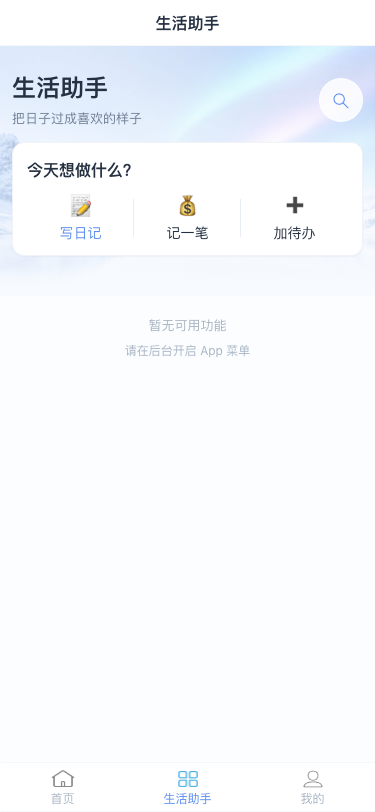 生活助手
生活助手
把日子过成喜欢的样子
今天想做什么?
写日记
记一笔
加待办
暂无可用功能
请在后台开启 App 菜单
首页
生活助手
我的